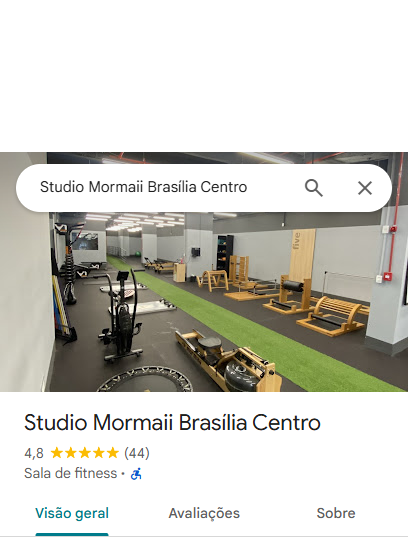 Studio Mormaii Brasília Centro
five
Studio Mormaii Brasília Centro
4,8 (44)
Sala de fitness ·
Visão geral
Avaliações
Sobre